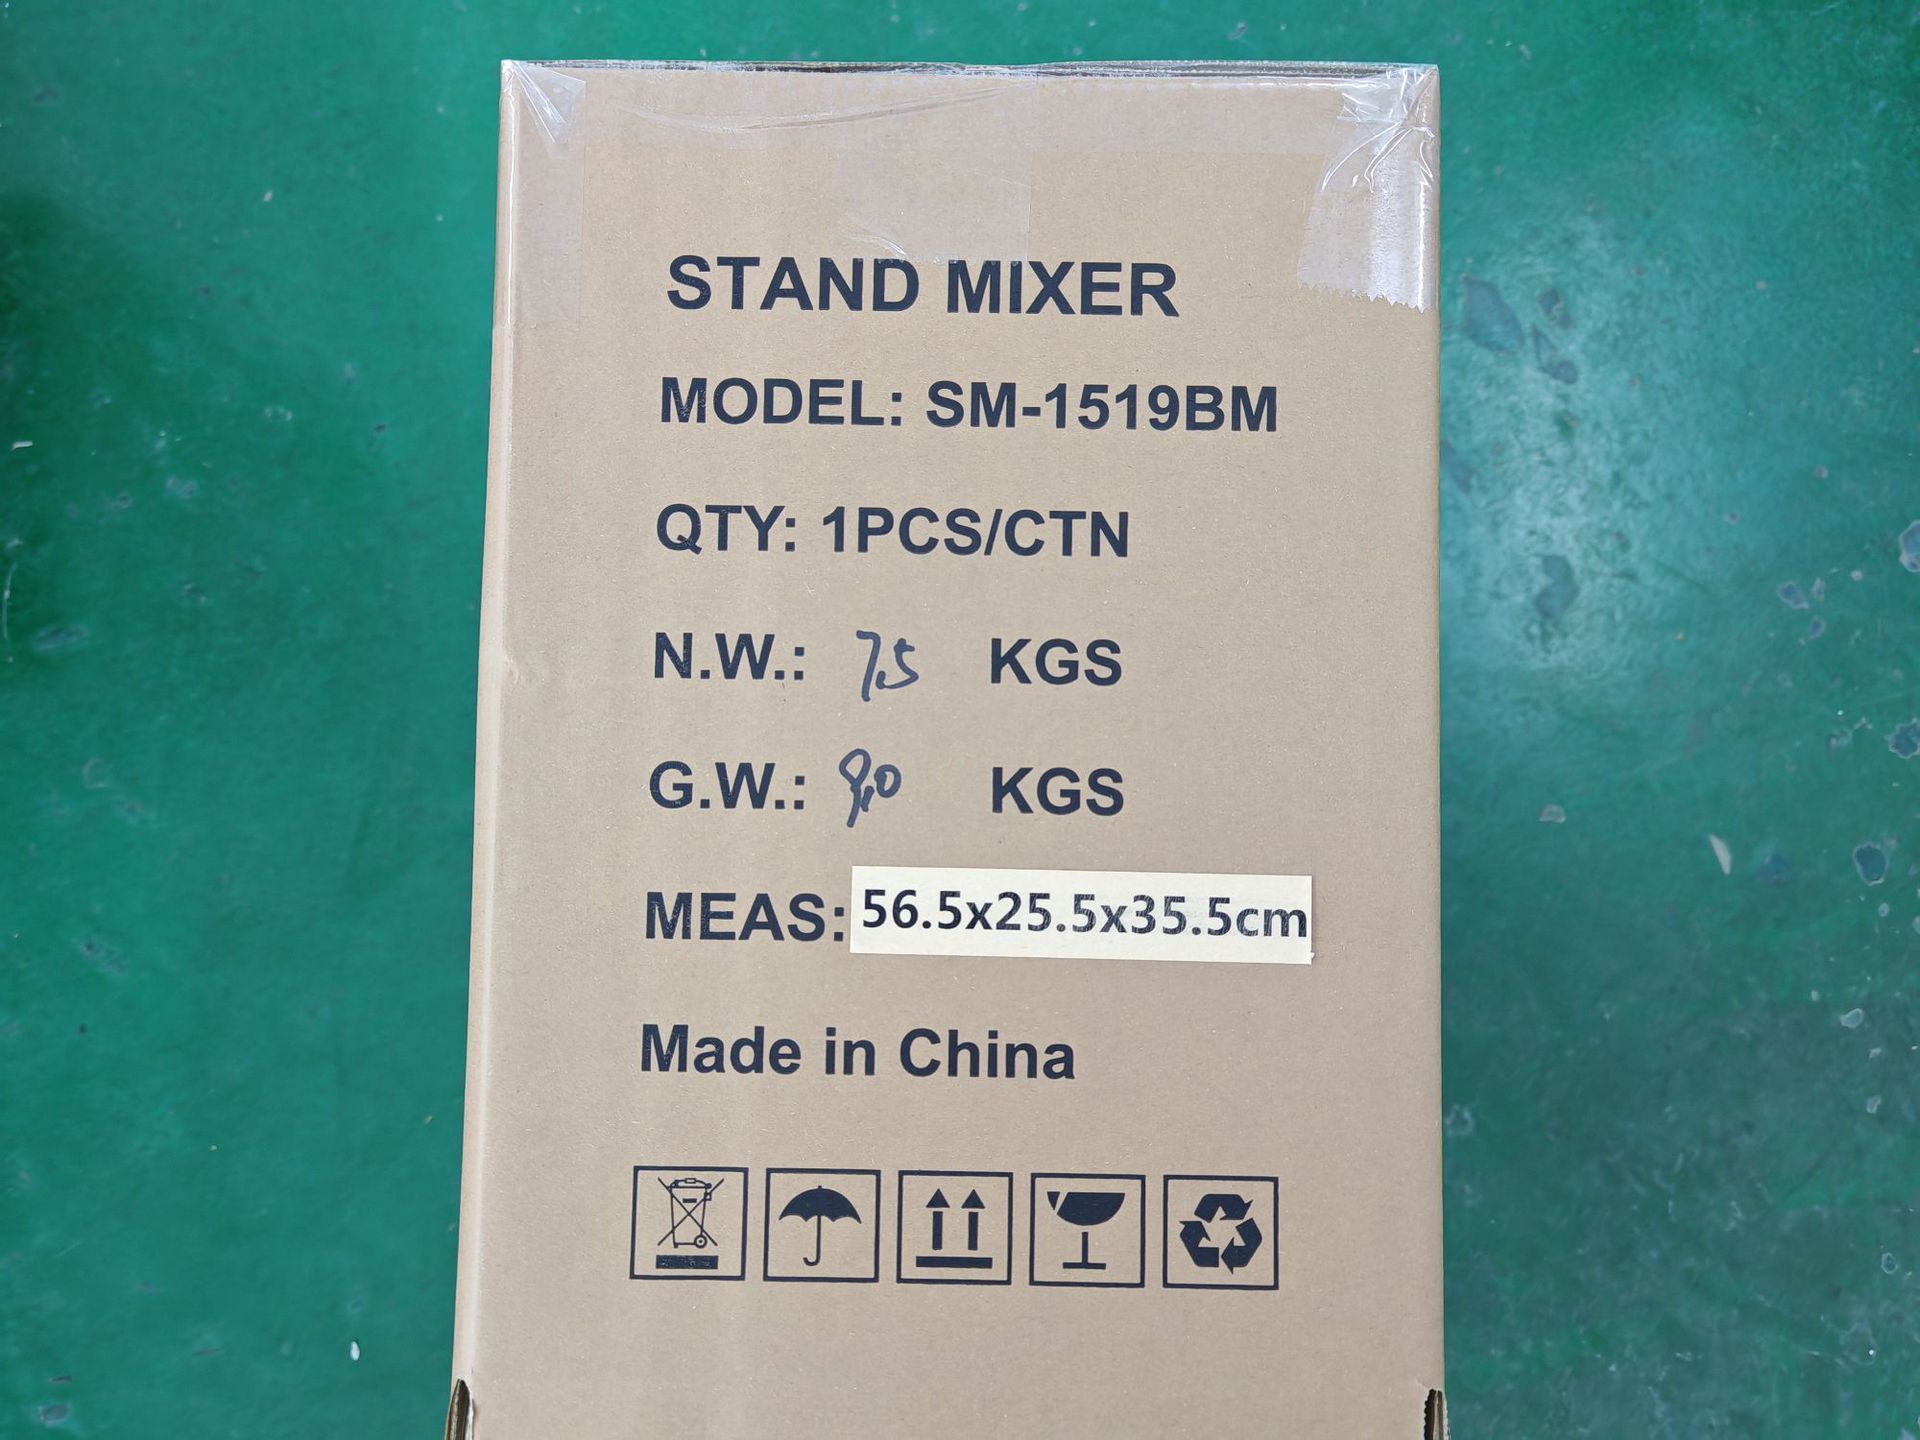 STAND MIXER
MODEL: SM-1519BM
QTY: 1PCS/CTN
N.W.: 7.5 KGS
G.W.: 9.0 KGS
MEAS: 56.5x25.5x35.5cm
Made in China